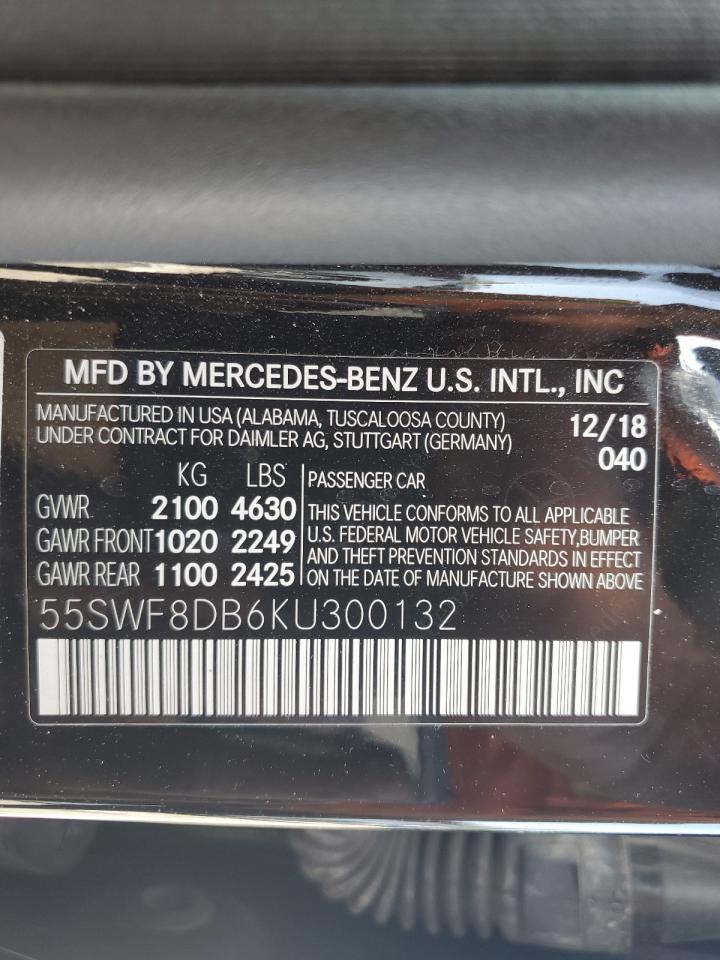 MFD BY MERCEDES-BENZ U.S. INTL., INC
MANUFACTURED IN USA (ALABAMA, TUSCALOOSA COUNTY) 12/18
UNDER CONTRACT FOR DAIMLER AG, STUTTGART (GERMANY) 040
KG LBS PASSENGER CAR
GVWR 2100 4630 THIS VEHICLE CONFORMS TO ALL APPLICABLE
U.S. FEDERAL MOTOR VEHICLE SAFETY,BUMPER
GAWR FRONT 1020 2249 AND THEFT PREVENTION STANDARDS IN EFFECT
GAWR REAR 1100 2425 ON THE DATE OF MANUFACTURE SHOWN ABOVE
55SWF8DB6KU300132